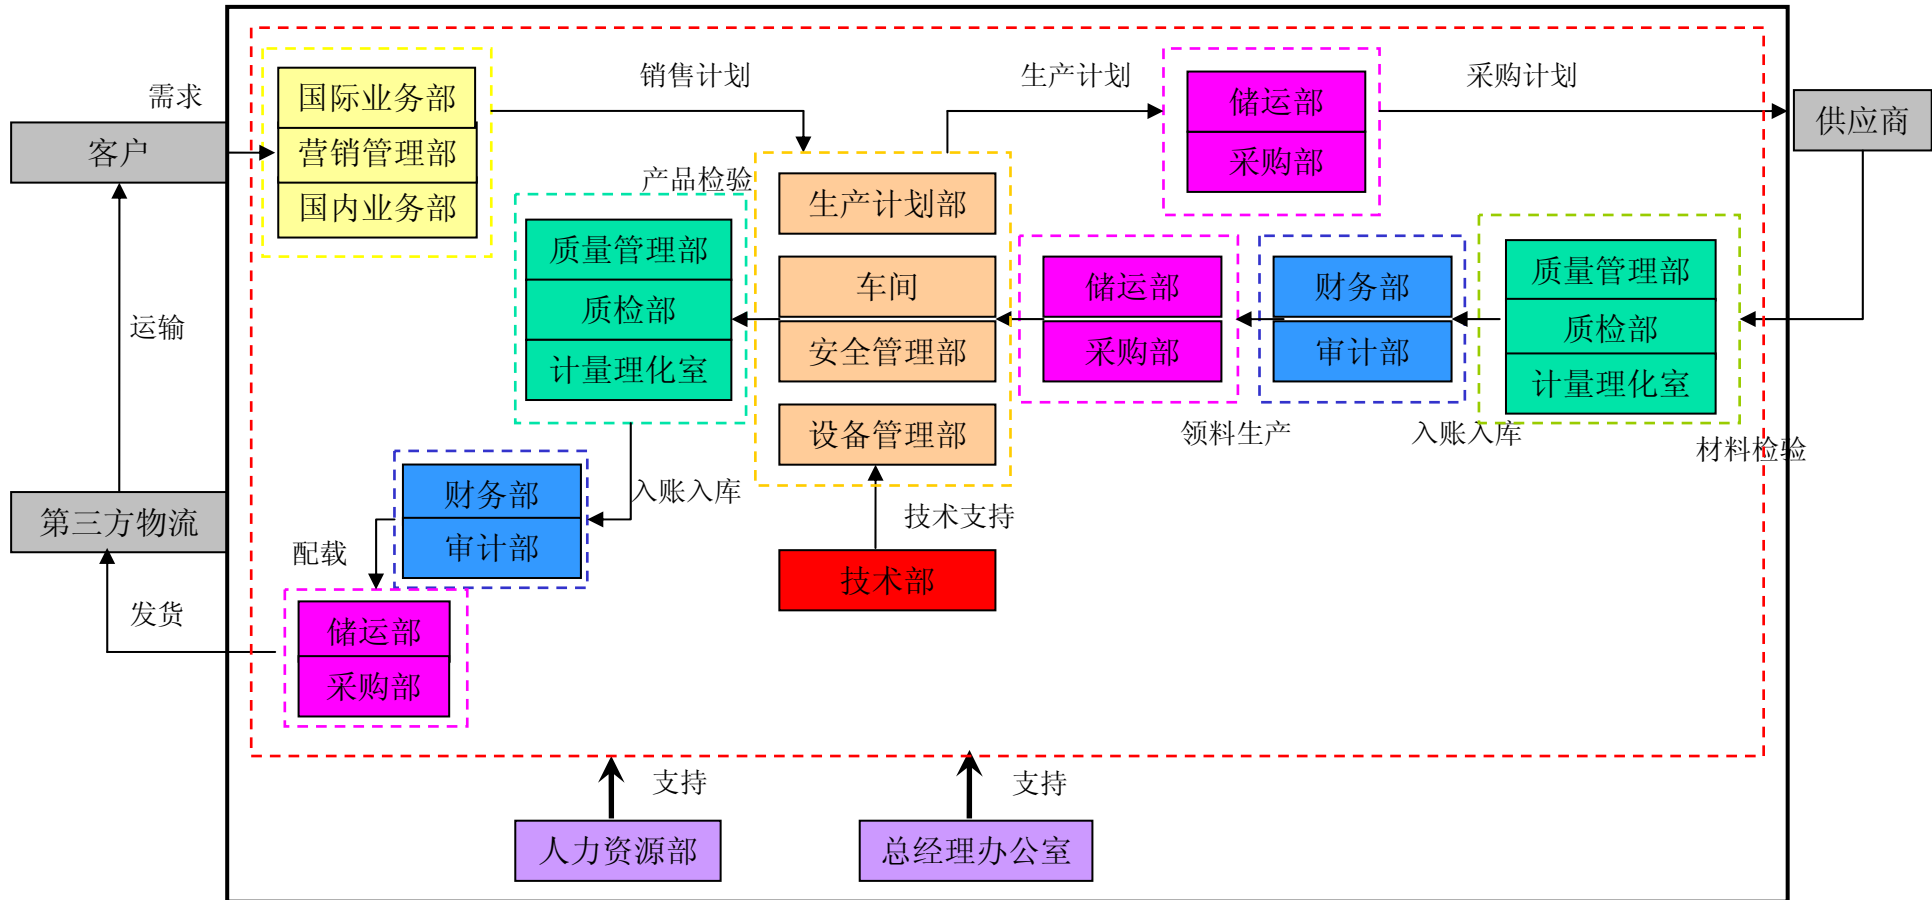 销售计划
生产计划
采购计划
需求
国际业务部
营销管理部
国内业务部
储运部
采购部
供应商
客户
产品检验
生产计划部
车间
安全管理部
设备管理部
质量管理部
质检部
计量理化室
储运部
采购部
财务部
审计部
质量管理部
质检部
计量理化室
运输
领料生产
入账入库
材料检验
财务部
审计部
入账入库
技术支持
第三方物流
配载
技术部
发货
储运部
采购部
支持
支持
人力资源部
总经理办公室